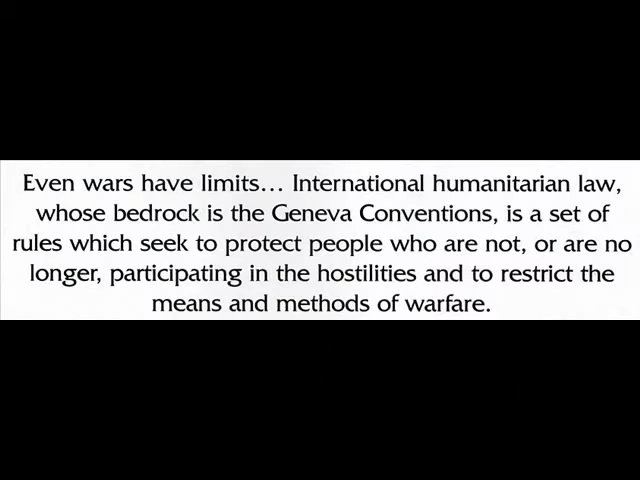 Even wars have limits… International humanitarian law,
whose bedrock is the Geneva Conventions, is a set of
rules which seek to protect people who are not, or are no
longer, participating in the hostilities and to restrict the
means and methods of warfare.